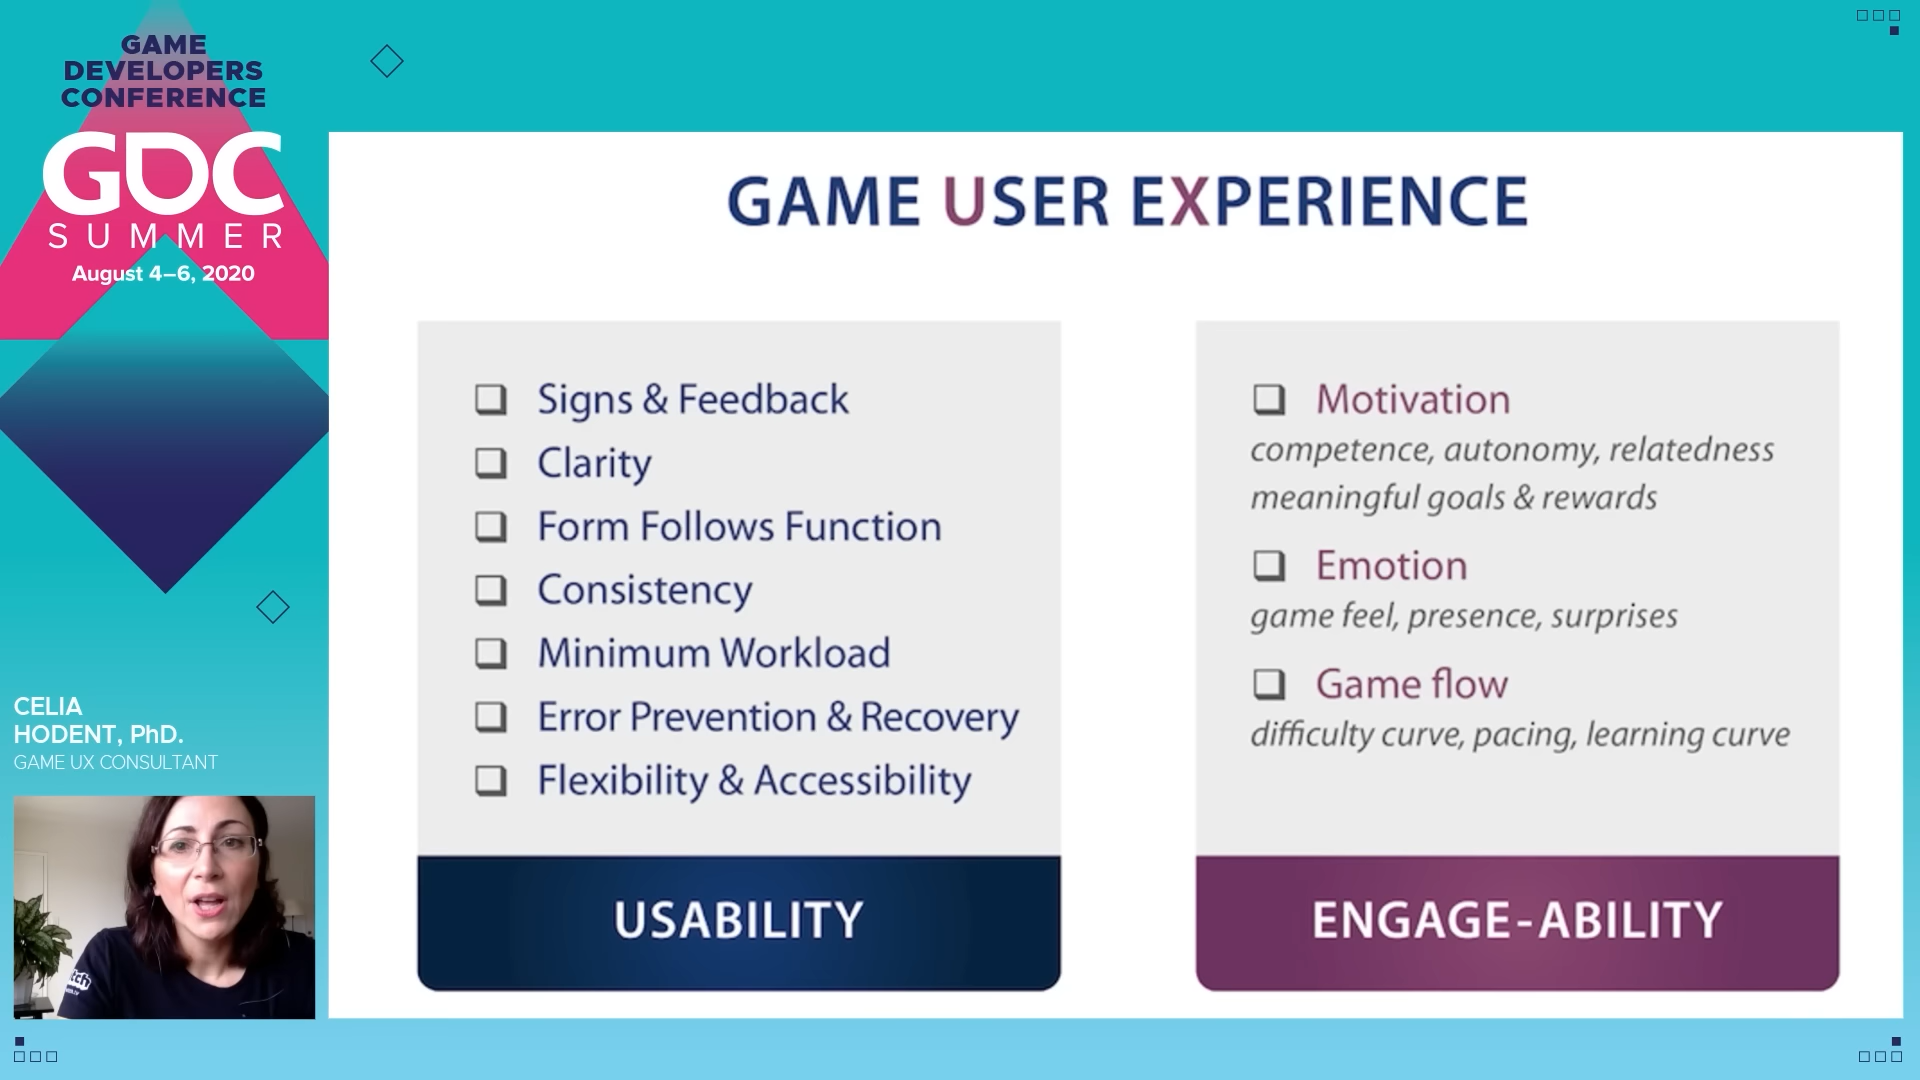 GAME
DEVELOPERS
CONFERENCE
GDC
SUMMER
August 4–6, 2020
CELIA
HODENT, PhD.
GAME UX CONSULTANT
GAME USER EXPERIENCE
Signs & Feedback
Clarity
Form Follows Function
Consistency
Minimum Workload
Error Prevention & Recovery
Flexibility & Accessibility
USABILITY
Motivation
competence, autonomy, relatedness
meaningful goals & rewards
Emotion
game feel, presence, surprises
Game flow
difficulty curve, pacing, learning curve
ENGAGE-ABILITY